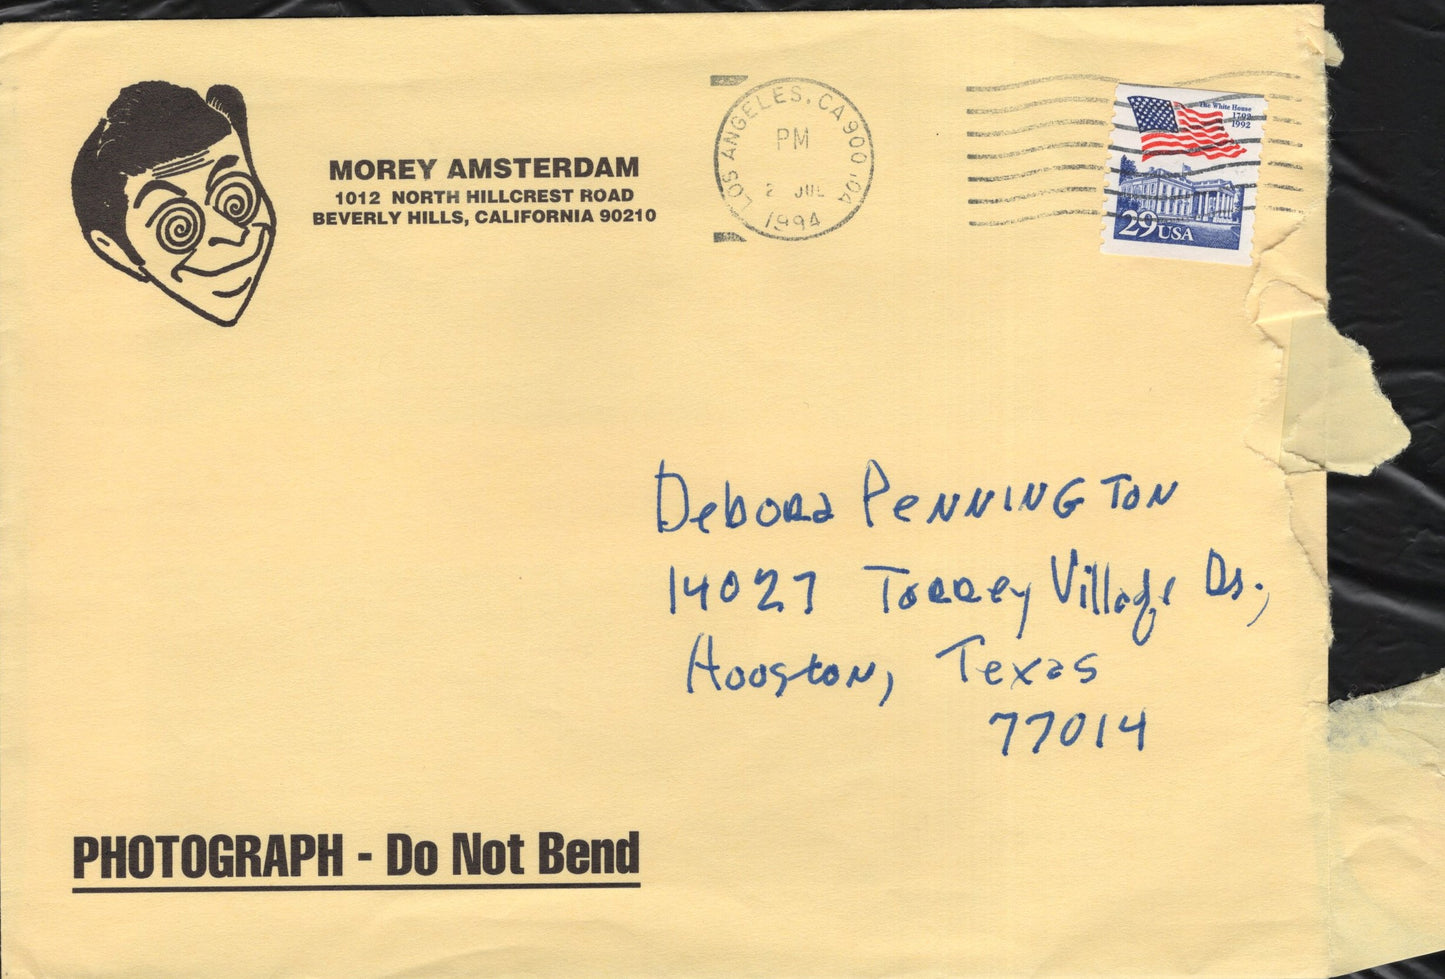 MOREY AMSTERDAM
1012 NORTH HILLCREST ROAD
BEVERLY HILLS, CALIFORNIA 90210
LOS ANGELES, CA 900
PM
2 JUL
1994
The White House
1792
1992
29 USA
Debora Pennington
14027 Torrey Village Dr.,
Houston, Texas
77014
PHOTOGRAPH - Do Not Bend